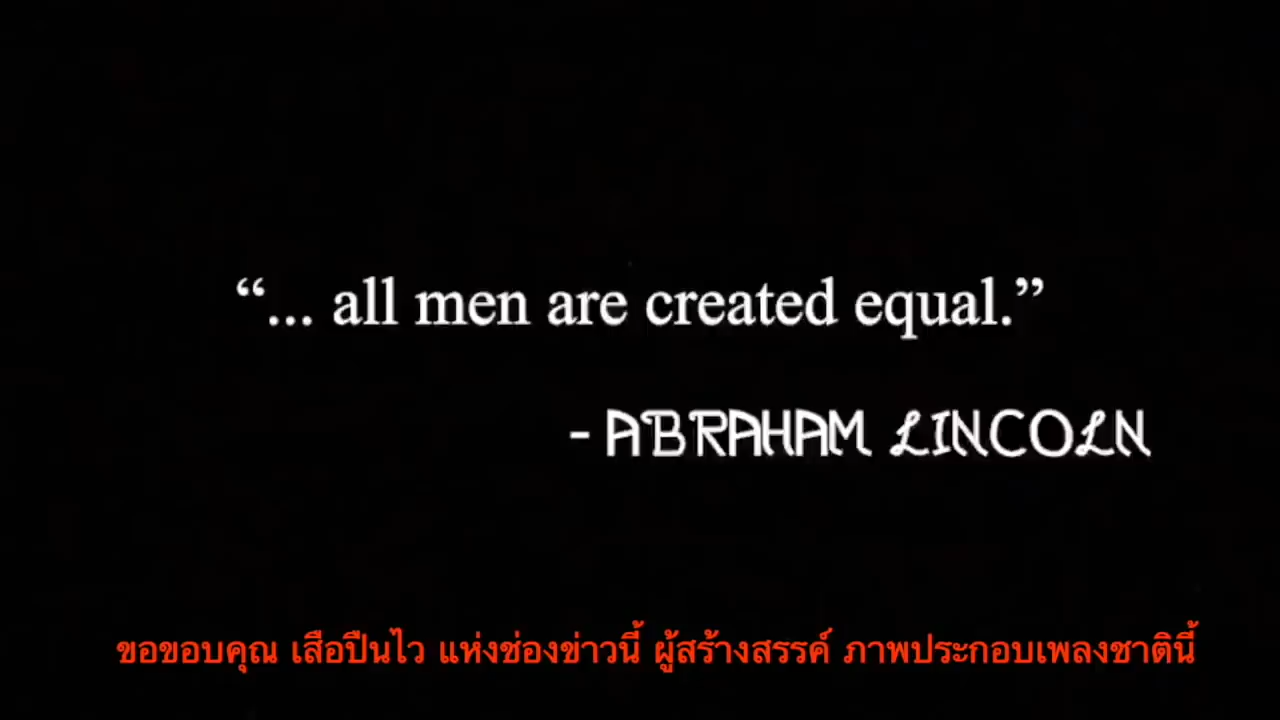 “... all men are created equal.”
- ABRAHAM LINCOLN
ขอขอบคุณ เสือปืนไว แห่งช่องข่าวนี้ ผู้สร้างสรรค์ ภาพประกอบเพลงชาตินี้